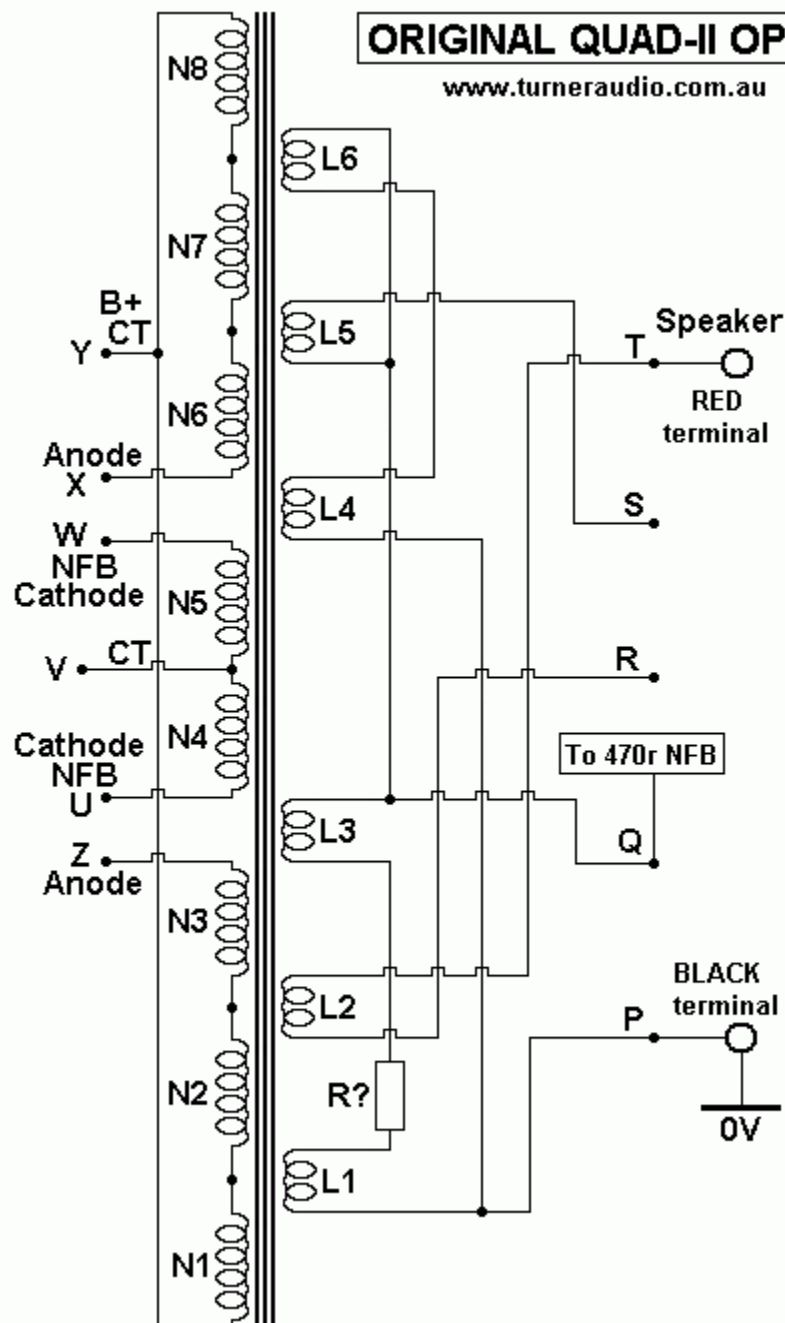 ORIGINAL QUAD-II OP
www.turneraudio.com.au
N8
L6
N7
B+
CT
Y
L5
Speaker
T
RED
terminal
N6
Anode
X
L4
S
W
NFB
Cathode
N5
V
CT
R
N4
Cathode
NFB
U
To 470r NFB
L3
Q
Z
Anode
N3
BLACK
terminal
L2
P
N2
R?
0V
L1
N1